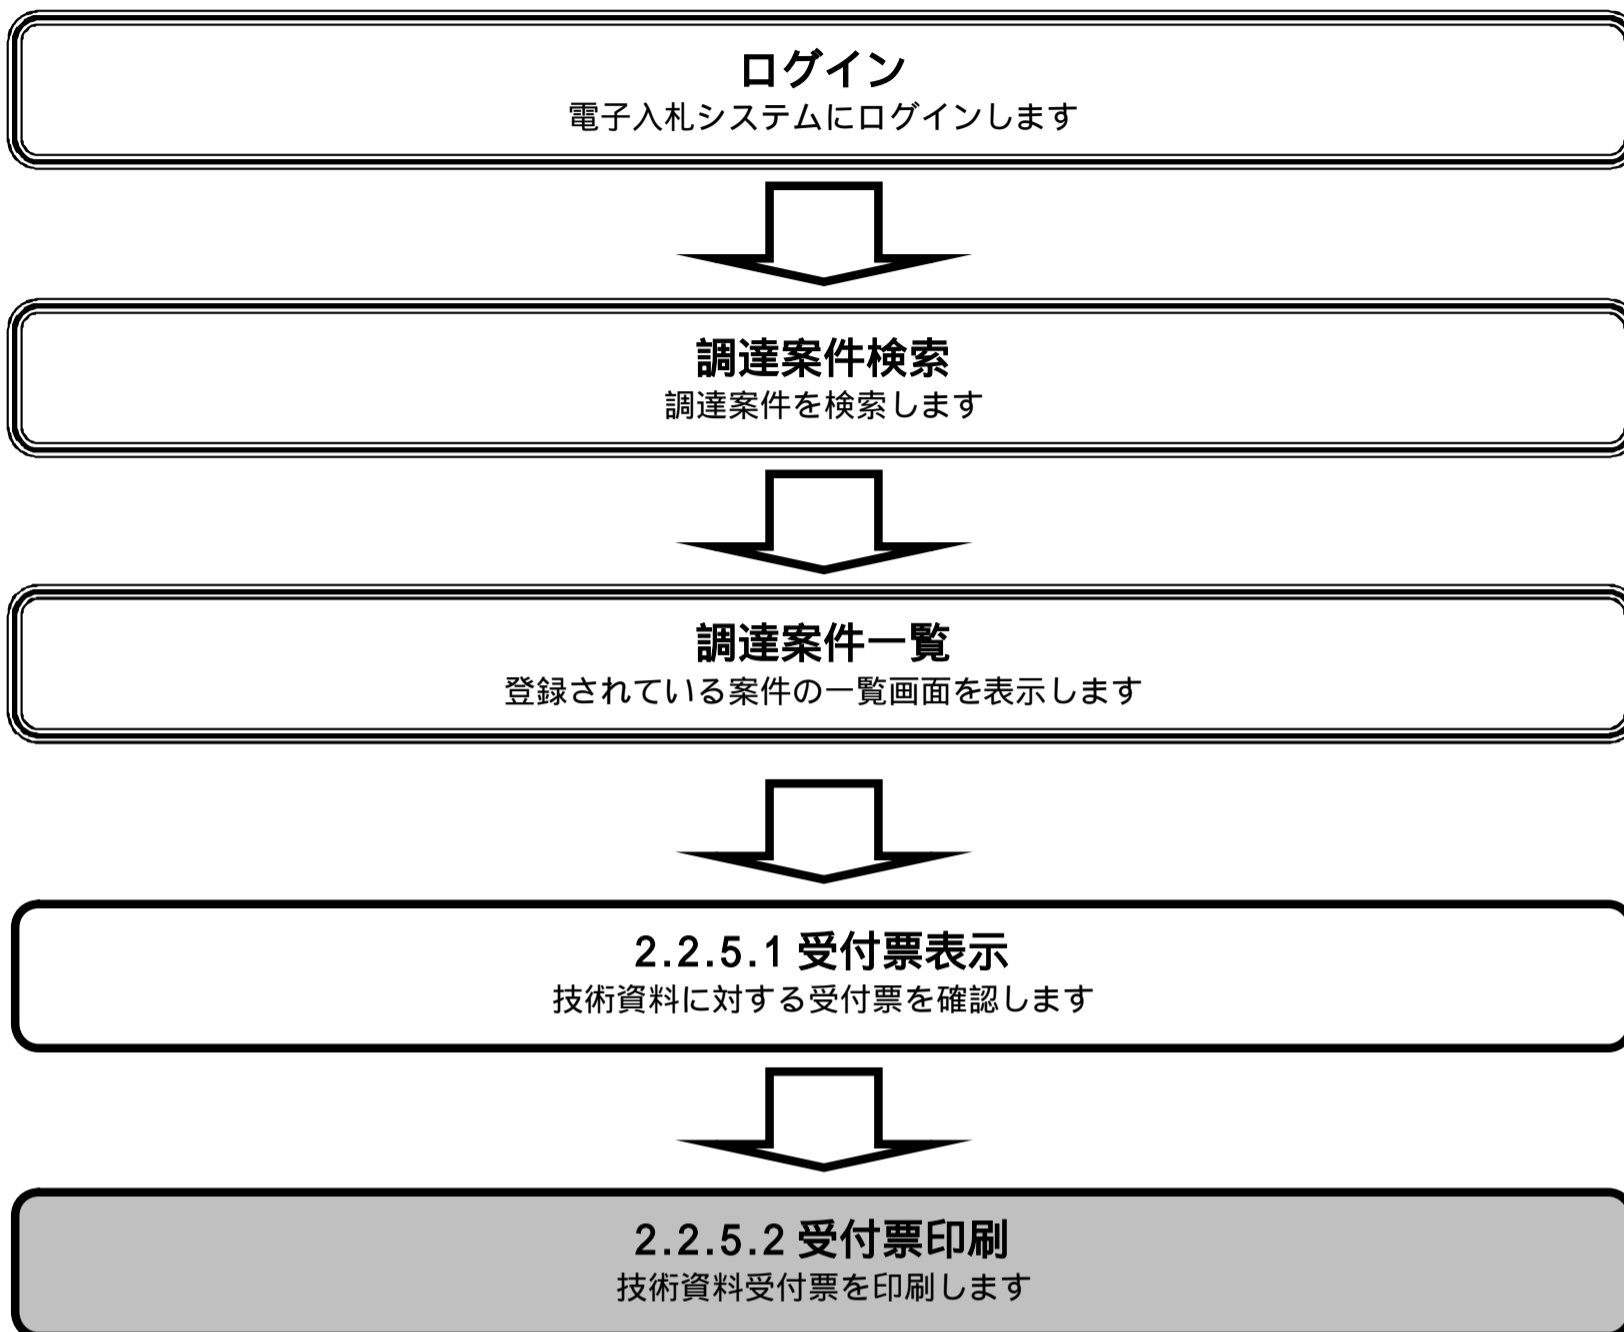 ログイン
電子入札システムにログインします
調達案件検索
調達案件を検索します
調達案件一覧
登録されている案件の一覧画面を表示します
2.2.5.1 受付票表示
技術資料に対する受付票を確認します
2.2.5.2 受付票印刷
技術資料受付票を印刷します